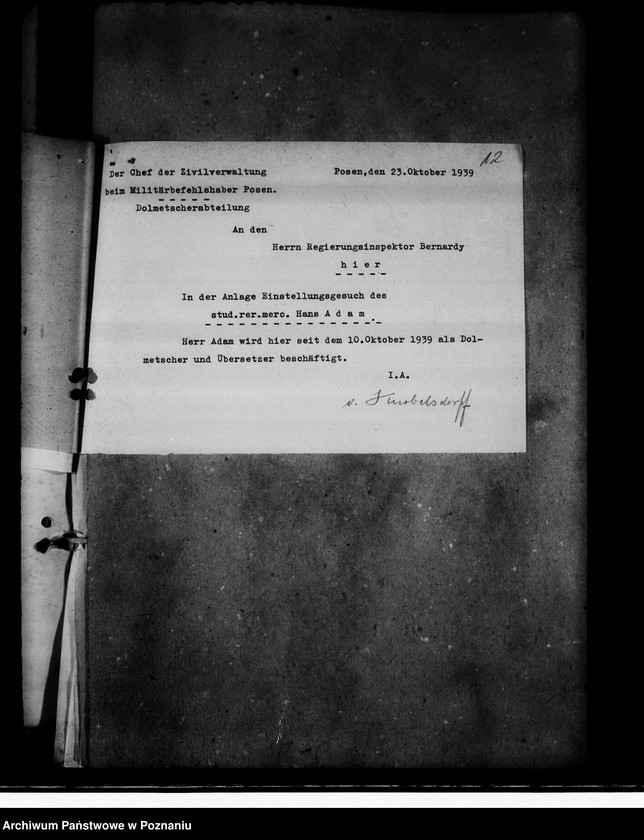 12
Der Chef der Zivilverwaltung
Posen,den 23.Oktober 1939
beim Militärbefehlshaber Posen.
Dolmetscherabteilung
An den
Herrn Regierungsinspektor Bernardy
h i e r
In der Anlage Einstellungsgesuch des
stud.rer.merc. Hans A d a m .
Herr Adam wird hier seit dem 10.Oktober 1939 als Dol-
metscher und Übersetzer beschäftigt.
I.A.
v. Knobelsdorff
Archiwum Państwowe w Poznaniu